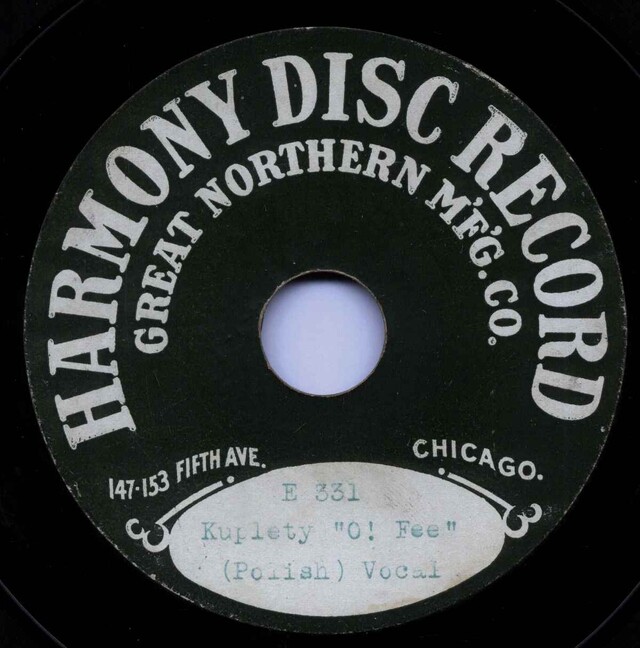 HARMONY DISC RECORD
GREAT NORTHERN M'F'G. CO.
147-153 FIFTH AVE.
CHICAGO.
E 331
Kuplety "O! Fee"
(Polish) Vocal